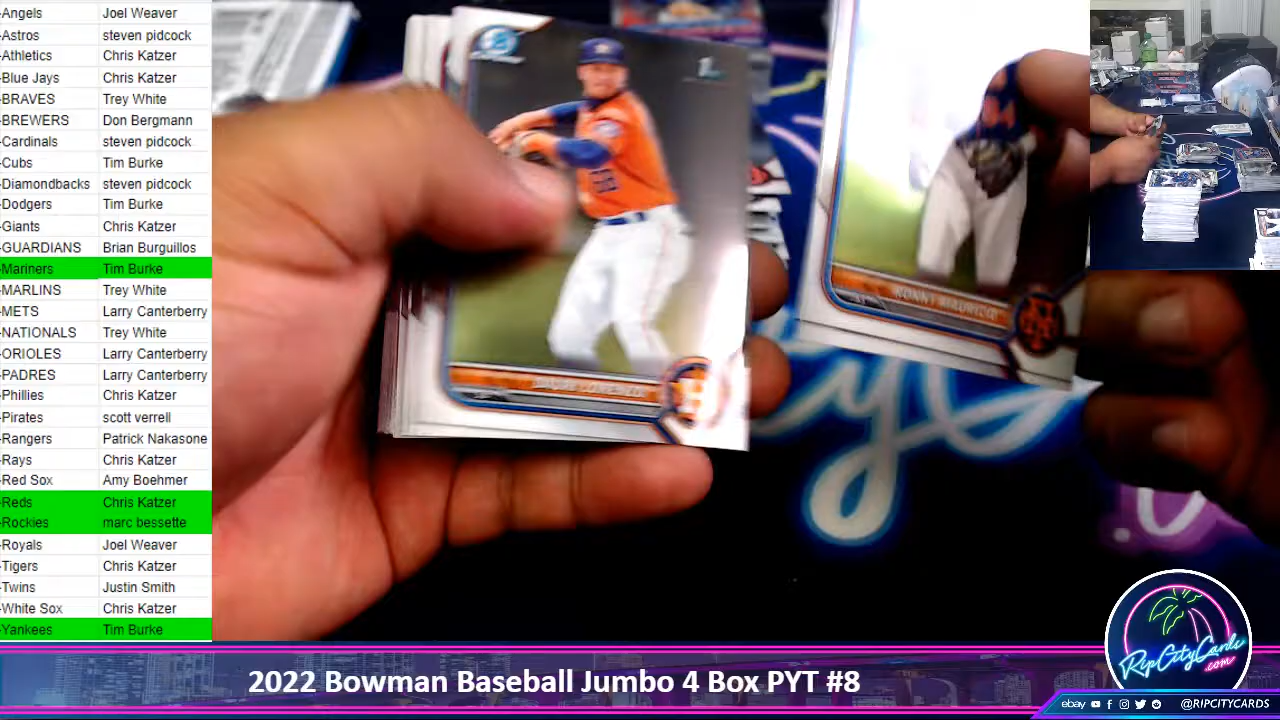 -Angels Joel Weaver
-Astros steven pidcock
-Athletics Chris Katzer
-Blue Jays Chris Katzer
-BRAVES Trey White
-BREWERS Don Bergmann
-Cardinals steven pidcock
-Cubs Tim Burke
-Diamondbacks steven pidcock
-Dodgers Tim Burke
-Giants Chris Katzer
-GUARDIANS Brian Burguillos
-Mariners Tim Burke
-MARLINS Trey White
-METS Larry Canterberry
-NATIONALS Trey White
-ORIOLES Larry Canterberry
-PADRES Larry Canterberry
-Phillies Chris Katzer
-Pirates scott verrell
-Rangers Patrick Nakasone
-Rays Chris Katzer
-Red Sox Amy Boehmer
-Reds Chris Katzer
-Rockies marc bessette
-Royals Joel Weaver
-Tigers Chris Katzer
-Twins Justin Smith
-White Sox Chris Katzer
-Yankees Tim Burke
1st
RONNY MAURICIO
RipCityCards
.com
2022 Bowman Baseball Jumbo 4 Box PYT #8
ebay @RIPCITYCARDS